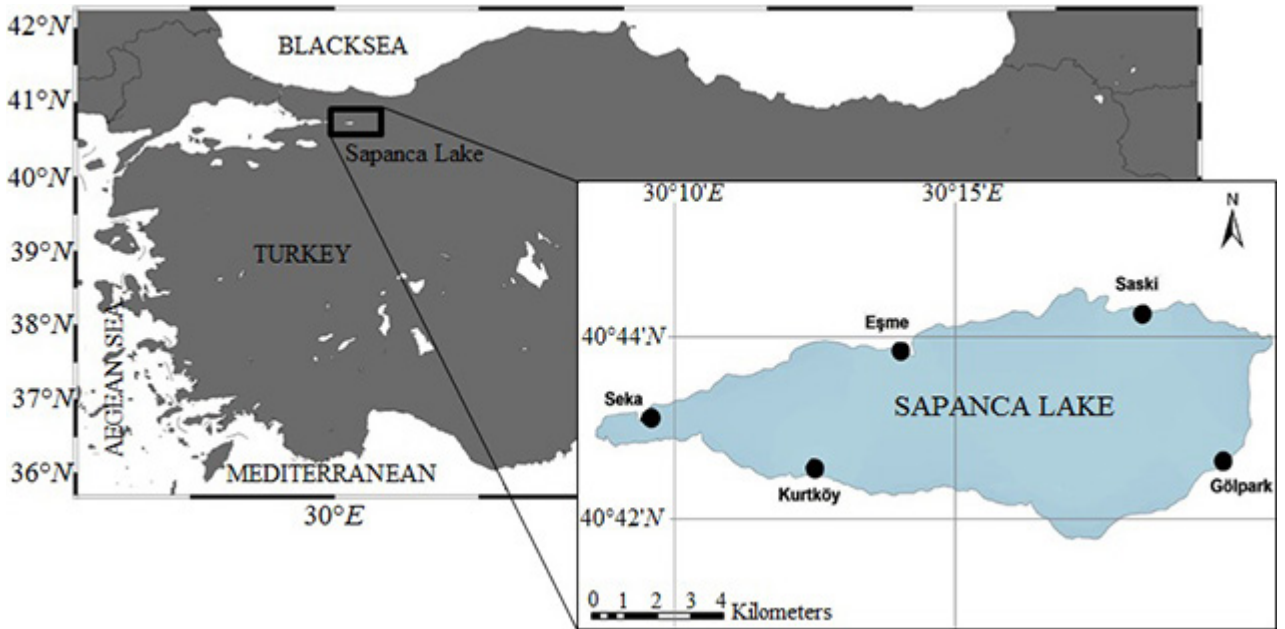 42°N
BLACKSEA
41°N
Sapanca Lake
40°N
30°10'E
30°15'E
N
39°N
TURKEY
Saski
Eşme
38°N
40°44'N
AEGEAN SEA
37°N
Seka
SAPANCA LAKE
36°N
MEDITERRANEAN
Kurtköy
Gölpark
30°E
40°42'N
0 1 2 3 4
Kilometers